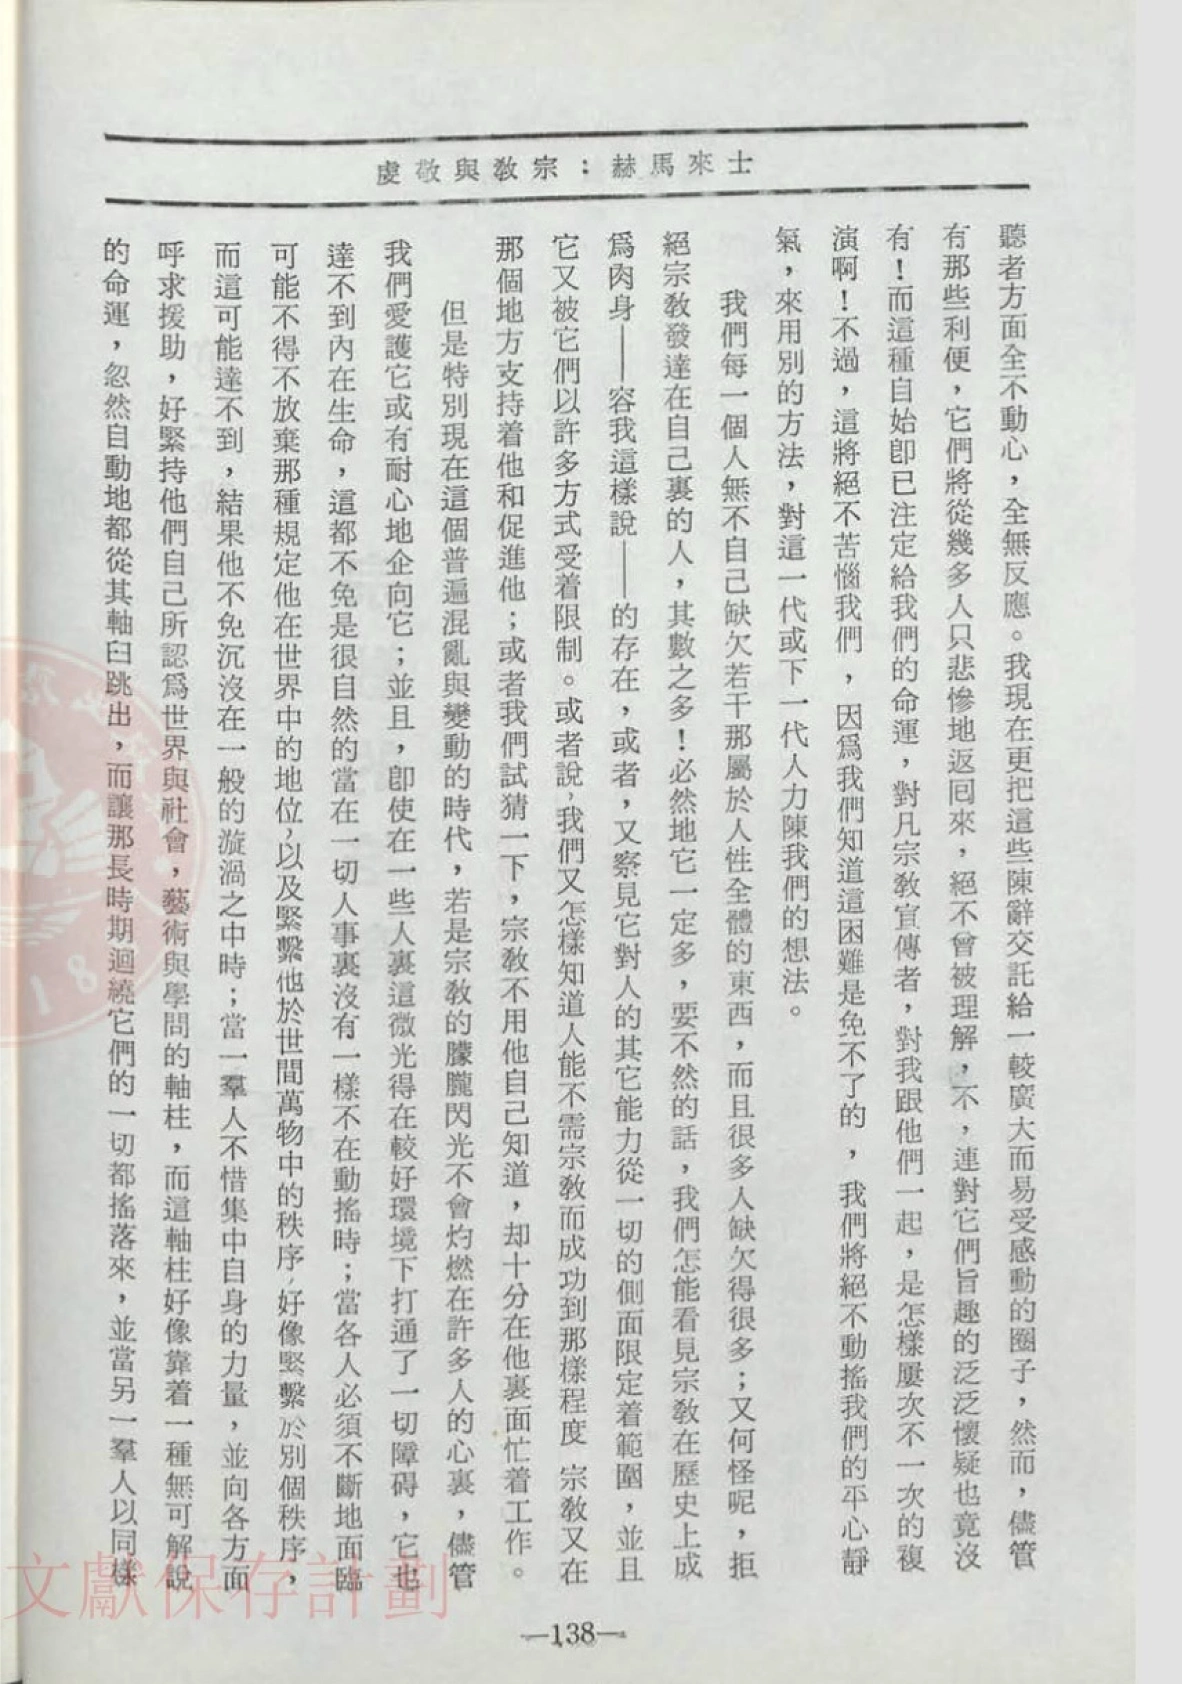 士來馬赫：宗教與敬虔
聽者方面全不動心，全無反應。我現在更把這些陳辭交託給一較廣大而易受感動的圈子，然而，儘管
有那些利便，它們將從幾多人只悲慘地返囘來，絕不曾被理解，不，連對它們旨趣的泛泛懷疑也竟沒
有！而這種自始卽已注定給我們的命運，對凡宗教宣傳者，對我跟他們一起，是怎樣屢次不一次的複
演啊！不過，這將絕不苦惱我們，因爲我們知道這困難是免不了的，我們將絕不動搖我們的平心靜
氣，來用別的方法，對這一代或下一代人力陳我們的想法。
我們每一個人無不自己缺欠若干那屬於人性全體的東西，而且很多人缺欠得很多；又何怪呢，拒
絕宗教發達在自己裏的人，其數之多！必然地它一定多，要不然的話，我們怎能看見宗教在歷史上成
爲肉身——容我這樣說——的存在，或者，又察見它對人的其它能力從一切的側面限定着範圍，並且
它又被它們以許多方式受着限制。或者說，我們又怎樣知道人能不需宗教而成功到那樣程度 宗教又在
那個地方支持着他和促進他；或者我們試猜一下，宗教不用他自己知道，却十分在他裏面忙着工作。
但是特別現在這個普遍混亂與變動的時代，若是宗教的朦朧閃光不會灼燃在許多人的心裏，儘管
我們愛護它或有耐心地企向它；並且，卽使在一些人裏這微光得在較好環境下打通了一切障碍，它也
達不到內在生命，這都不免是很自然的當在一切人事裏沒有一樣不在動搖時；當各人必須不斷地面臨
可能不得不放棄那種規定他在世界中的地位，以及緊繫他於世間萬物中的秩序，好像緊繫於別個秩序，
而這可能達不到，結果他不免沉沒在一般的漩渦之中時；當一羣人不惜集中自身的力量，並向各方面
呼求援助，好緊持他們自己所認爲世界與社會，藝術與學問的軸柱，而這軸柱好像靠着一種無可解說
的命運，忽然自動地都從其軸臼跳出，而讓那長時期迴繞它們的一切都搖落來，並當另一羣人以同樣
—138—
文獻保存計劃